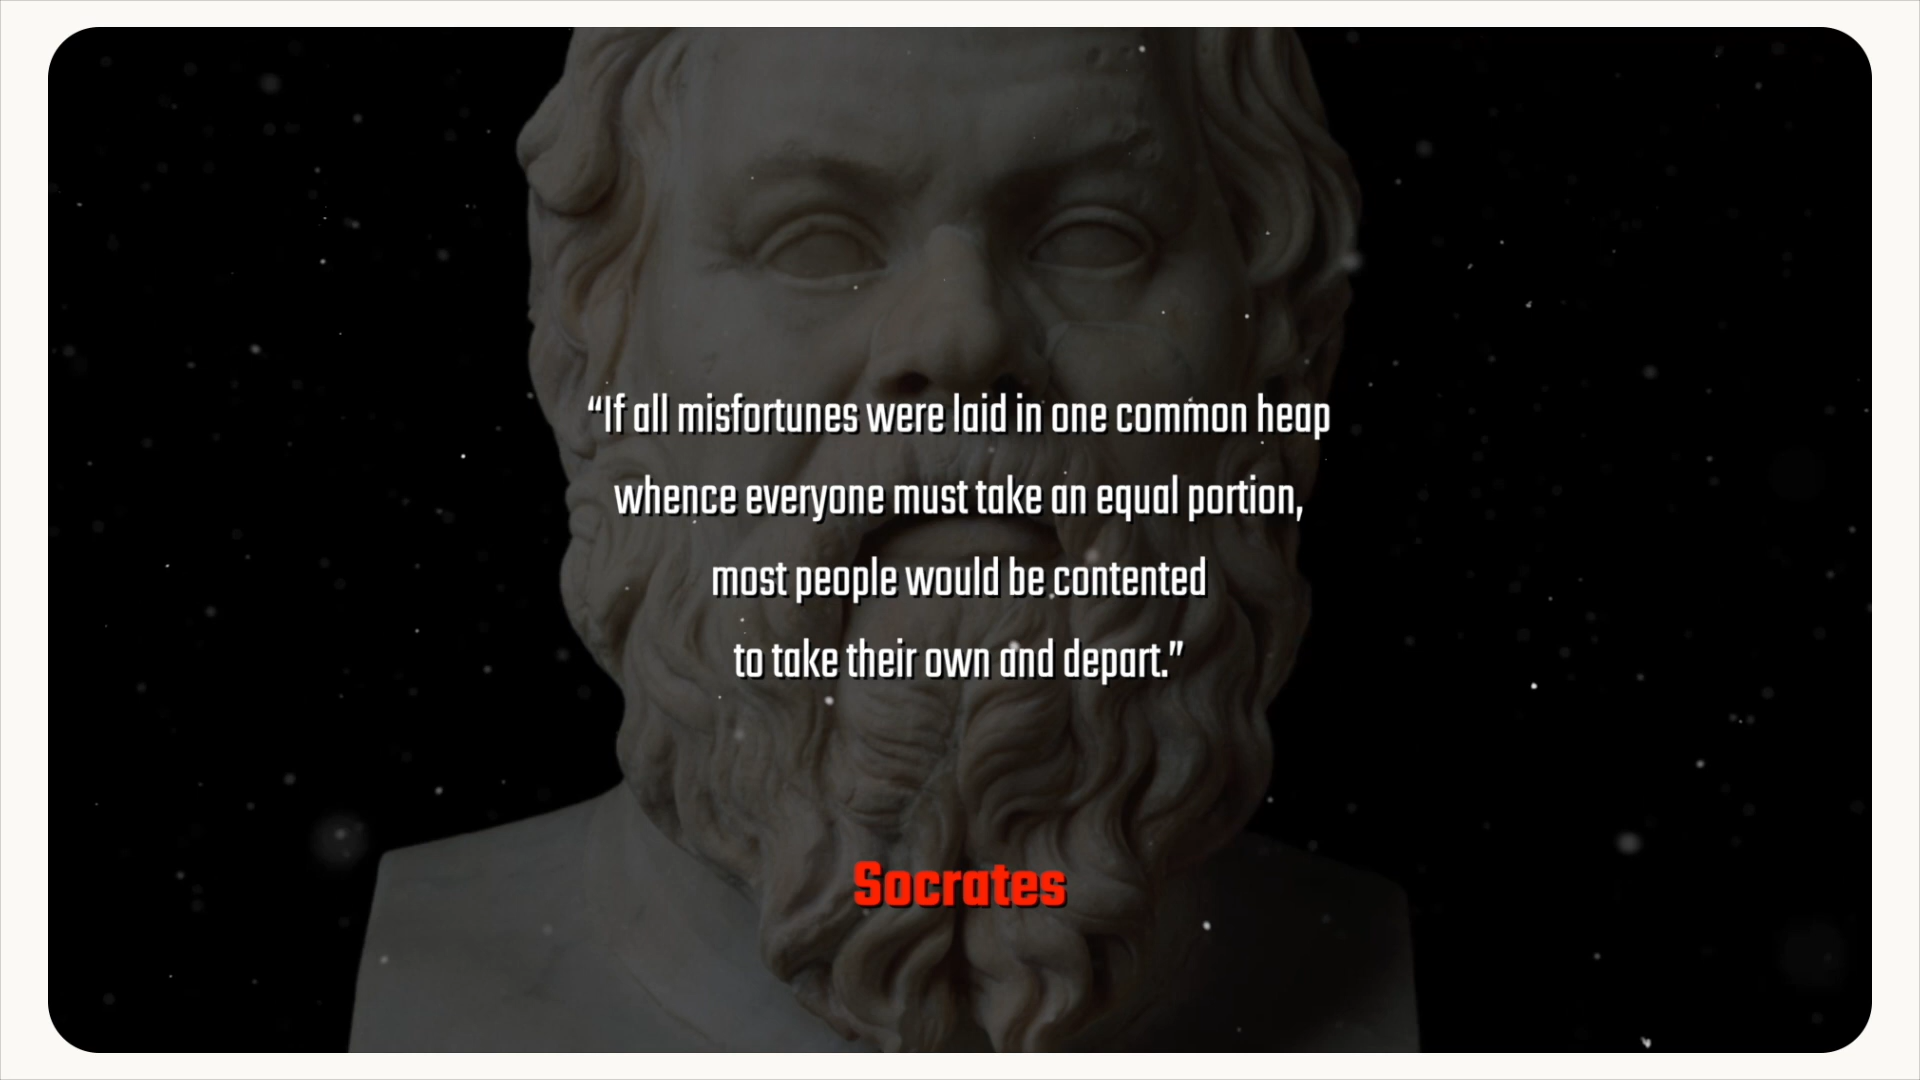 “If all misfortunes were laid in one common heap
whence everyone must take an equal portion,
most people would be contented
to take their own and depart.”
Socrates